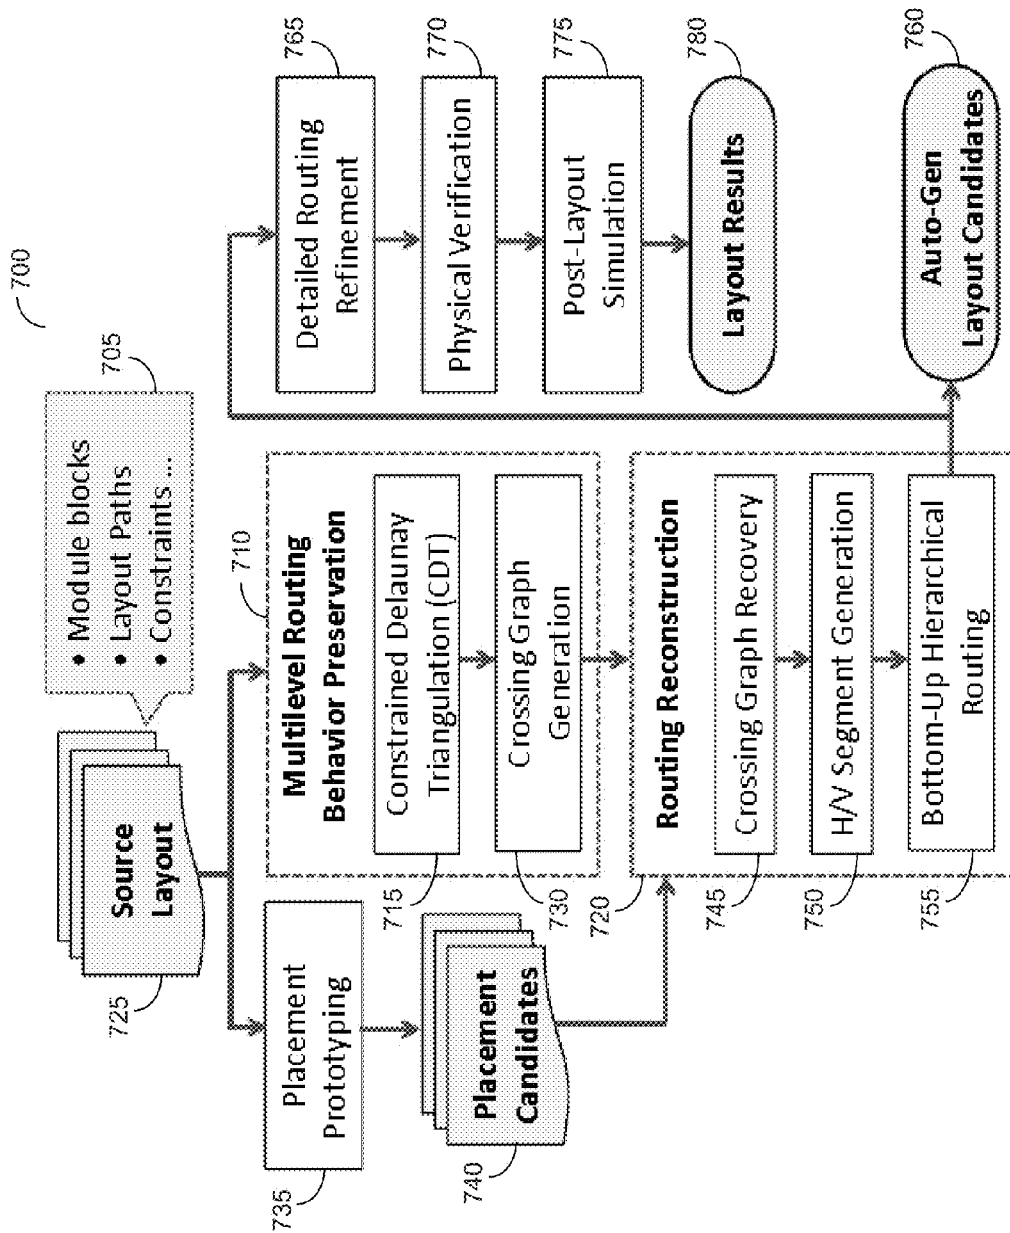 700
705
• Module blocks
• Layout Paths
• Constraints ...
Source
Layout
725
Placement
Prototyping
735
Placement
Candidates
740
710
Multilevel Routing
Behavior Preservation
Constrained Delaunay
Triangulation (CDT)
715
Crossing Graph
Generation
730
720
Routing Reconstruction
Crossing Graph Recovery
745
H/V Segment Generation
750
Bottom-Up Hierarchical
Routing
755
765
Detailed Routing
Refinement
770
Physical Verification
775
Post-Layout
Simulation
780
Layout Results
760
Auto-Gen
Layout Candidates